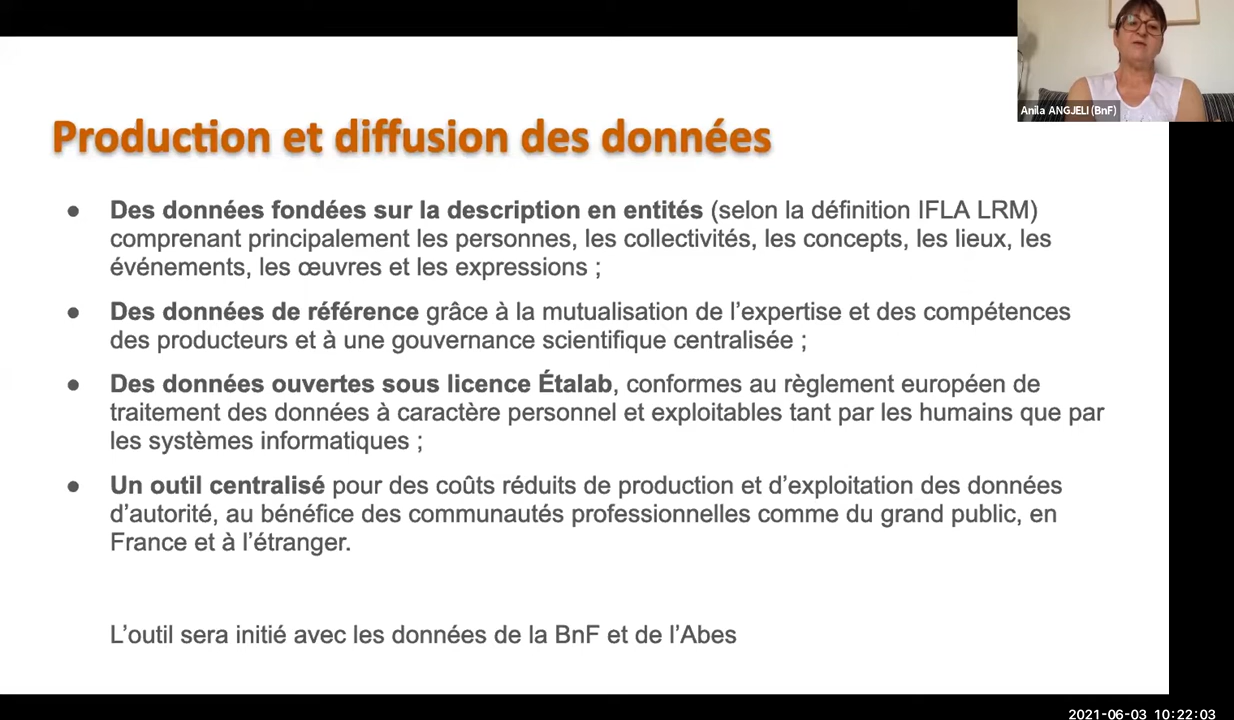 Anila ANGJELI (BnF)
Production et diffusion des données
● Des données fondées sur la description en entités (selon la définition IFLA LRM)
comprenant principalement les personnes, les collectivités, les concepts, les lieux, les
événements, les œuvres et les expressions ;
● Des données de référence grâce à la mutualisation de l’expertise et des compétences
des producteurs et à une gouvernance scientifique centralisée ;
● Des données ouvertes sous licence Étalab, conformes au règlement européen de
traitement des données à caractère personnel et exploitables tant par les humains que par
les systèmes informatiques ;
● Un outil centralisé pour des coûts réduits de production et d’exploitation des données
d’autorité, au bénéfice des communautés professionnelles comme du grand public, en
France et à l’étranger.
L’outil sera initié avec les données de la BnF et de l’Abes
2021-06-03 10:22:03